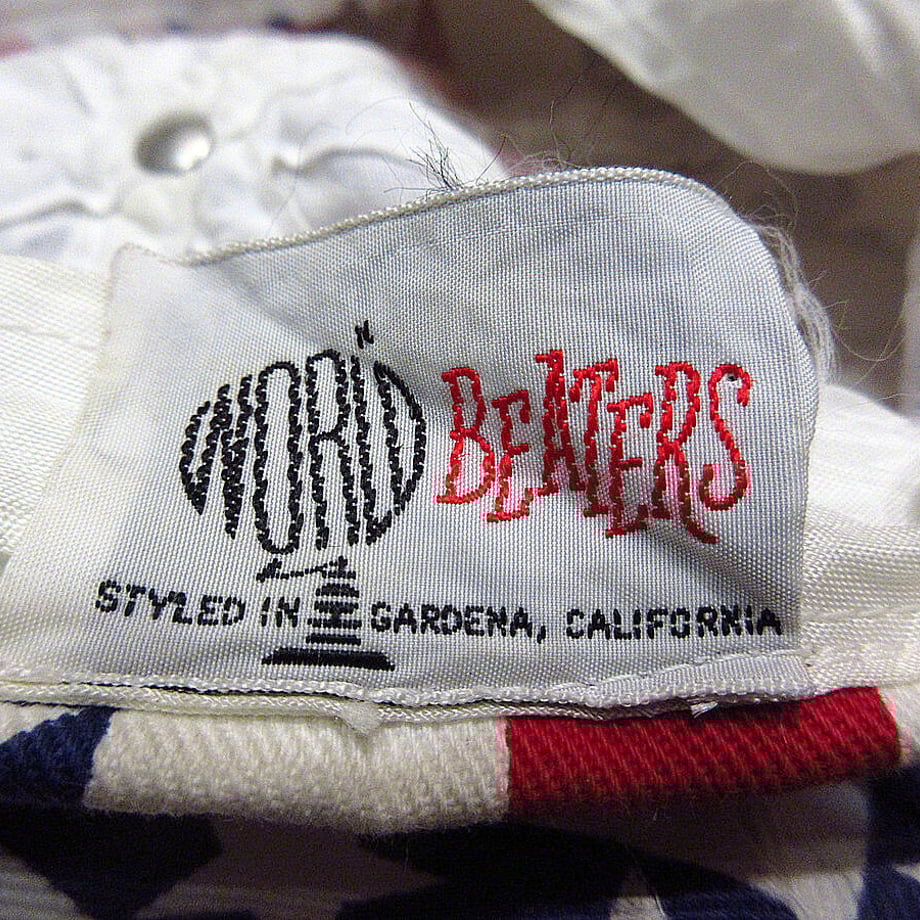 WORLD BEATERS
N
STYLED IN GARDENA, CALIFORNIA